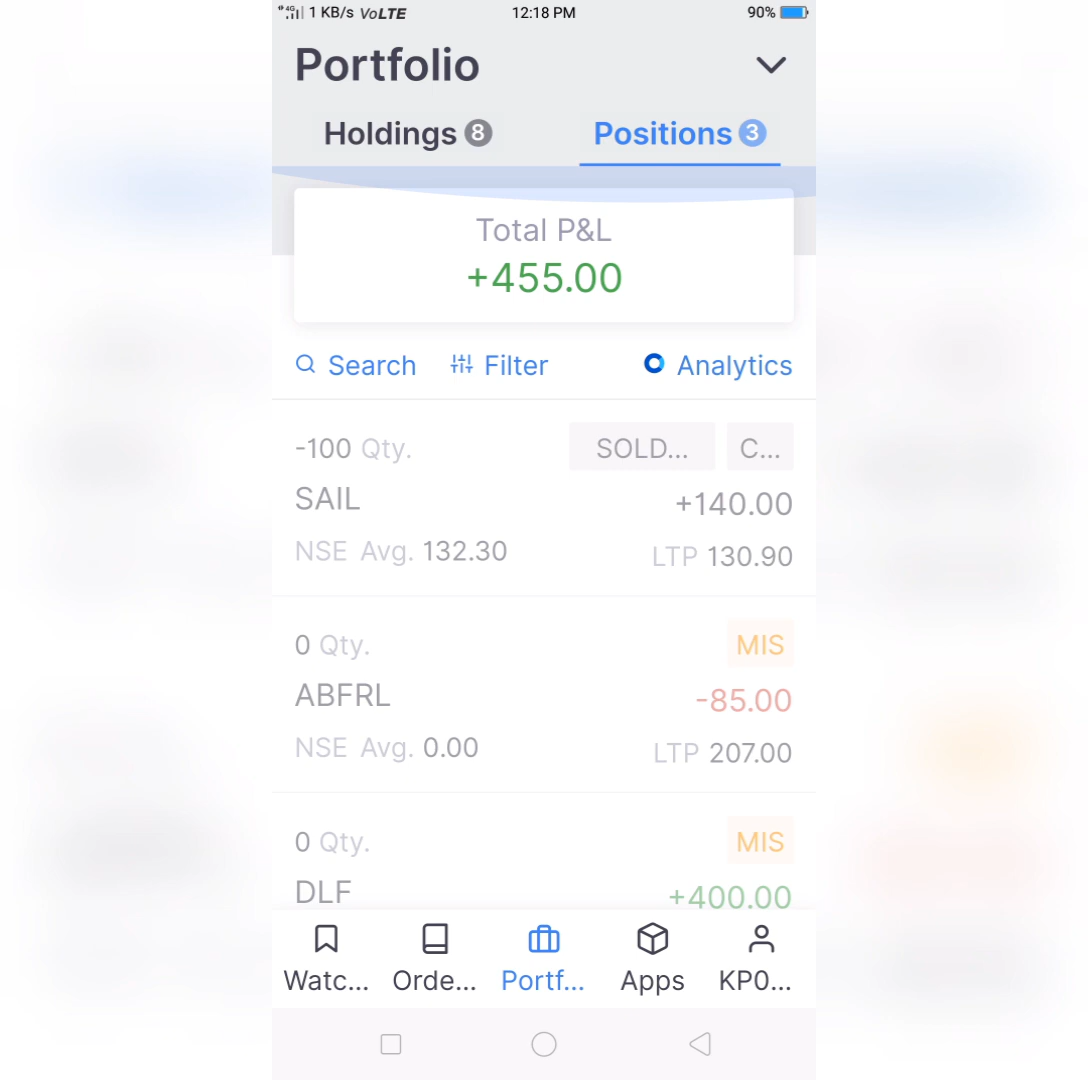 4G 1 KB/s VoLTE 12:18 PM 90%
Portfolio
Holdings 8 Positions 3
Total P&L
+455.00
Search Filter Analytics
-100 Qty. SOLD... C...
SAIL +140.00
NSE Avg. 132.30 LTP 130.90
0 Qty. MIS
ABFRL -85.00
NSE Avg. 0.00 LTP 207.00
0 Qty. MIS
DLF +400.00
Watc... Orde... Portf... Apps KP0...